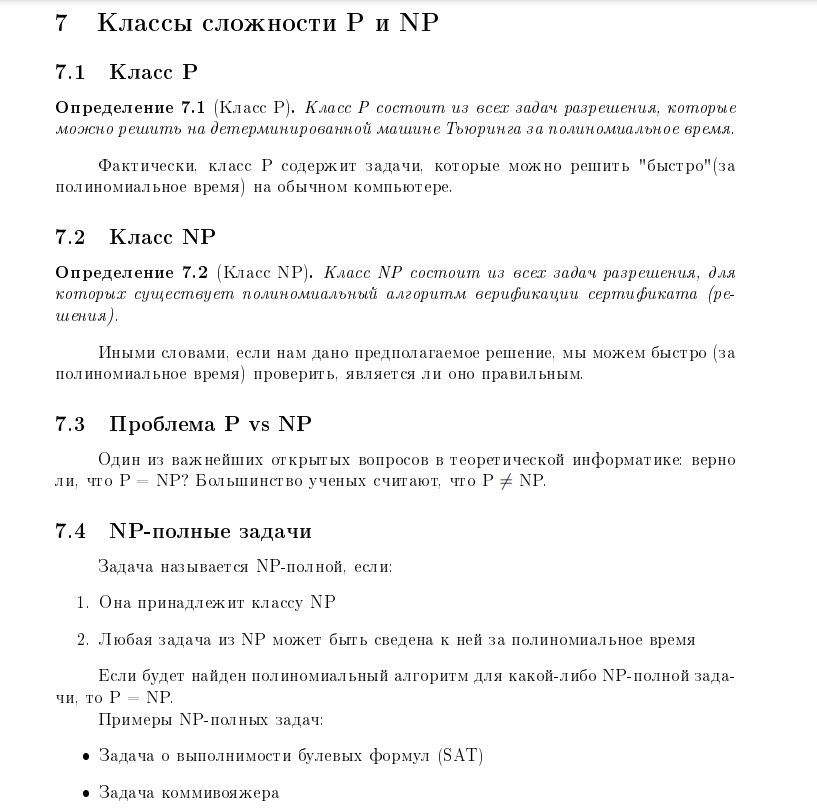 7 Классы сложности P и NP
7.1 Класс P
Определение 7.1 (Класс P). Класс P состоит из всех задач разрешения, которые
можно решить на детерминированной машине Тьюринга за полиномиальное время.
Фактически, класс P содержит задачи, которые можно решить "быстро"(за
полиномиальное время) на обычном компьютере.
7.2 Класс NP
Определение 7.2 (Класс NP). Класс NP состоит из всех задач разрешения, для
которых существует полиномиальный алгоритм верификации сертификата (ре-
шения).
Иными словами, если нам дано предполагаемое решение, мы можем быстро (за
полиномиальное время) проверить, является ли оно правильным.
7.3 Проблема P vs NP
Один из важнейших открытых вопросов в теоретической информатике: верно
ли, что P = NP? Большинство ученых считают, что P ≠ NP.
7.4 NP-полные задачи
Задача называется NP-полной, если:
1. Она принадлежит классу NP
2. Любая задача из NP может быть сведена к ней за полиномиальное время
Если будет найден полиномиальный алгоритм для какой-либо NP-полной зада-
чи, то P = NP.
Примеры NP-полных задач:
• Задача о выполнимости булевых формул (SAT)
• Задача коммивояжера